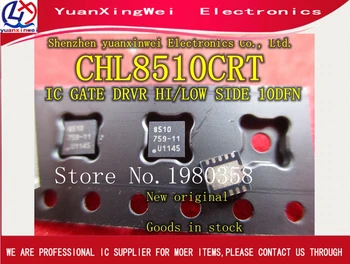 YuanXingWei Electronics
yuanxinwei
Shenzhen yuanxinwei Electronics Co., Ltd.
CHL8510CRT
IC GATE DRVR HI/LOW SIDE 10DFN
8510
759-11
U1145
8510
759-11
U1145
Store No. 1980358
New original
Goods in stock
WE ARE PROFESSIONAL IC SUPPLIER FOR MORE ITEMS,PLEASE CONTACT US THROUGH